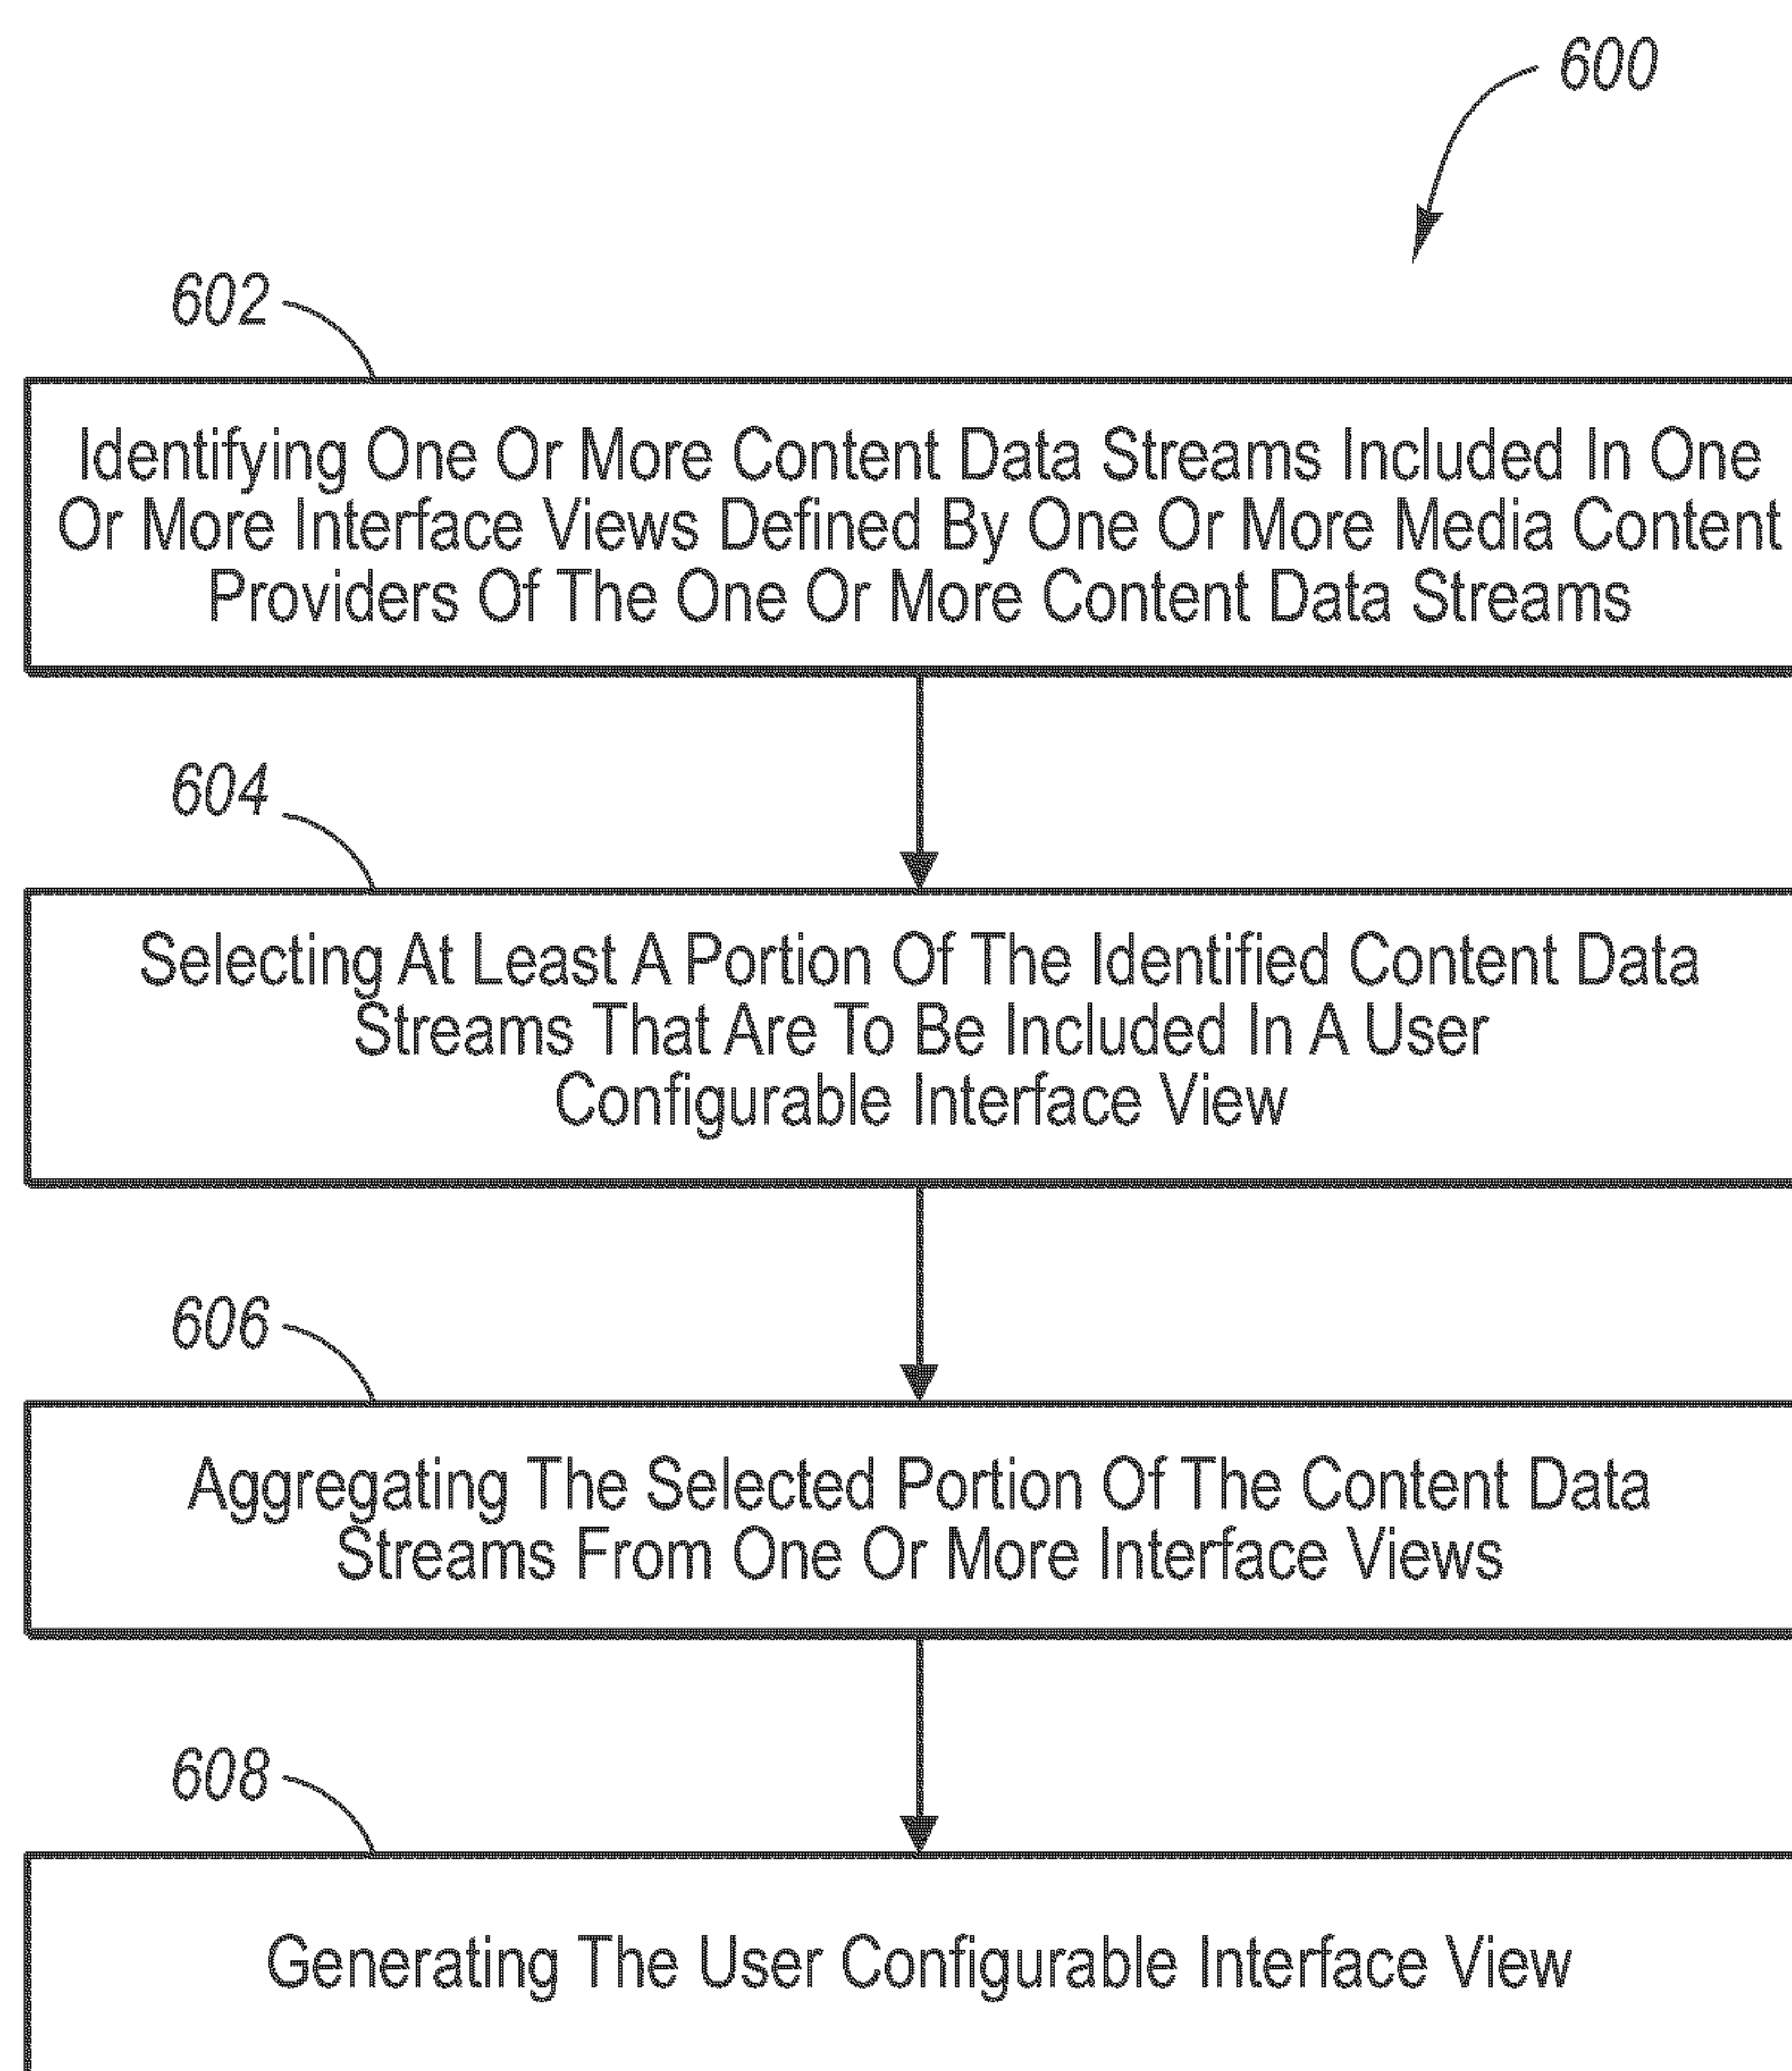 600
602
Identifying One Or More Content Data Streams Included In One
Or More Interface Views Defined By One Or More Media Content
Providers Of The One Or More Content Data Streams
604
Selecting At Least A Portion Of The Identified Content Data
Streams That Are To Be Included In A User
Configurable Interface View
606
Aggregating The Selected Portion Of The Content Data
Streams From One Or More Interface Views
608
Generating The User Configurable Interface View